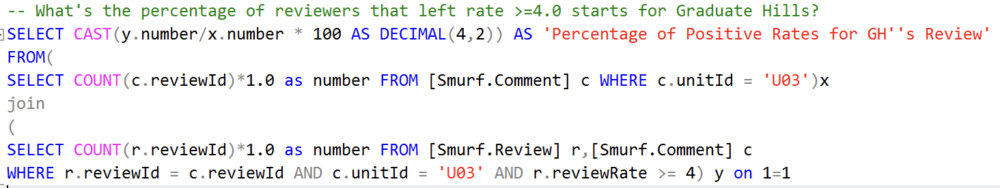 -- What's the percentage of reviewers that left rate >=4.0 starts for Graduate Hills?
SELECT CAST(y.number/x.number * 100 AS DECIMAL(4,2)) AS 'Percentage of Positive Rates for GH''s Review'
FROM(
SELECT COUNT(c.reviewId)*1.0 as number FROM [Smurf.Comment] c WHERE c.unitId = 'U03')x
join
(
SELECT COUNT(r.reviewId)*1.0 as number FROM [Smurf.Review] r,[Smurf.Comment] c
WHERE r.reviewId = c.reviewId AND c.unitId = 'U03' AND r.reviewRate >= 4) y on 1=1